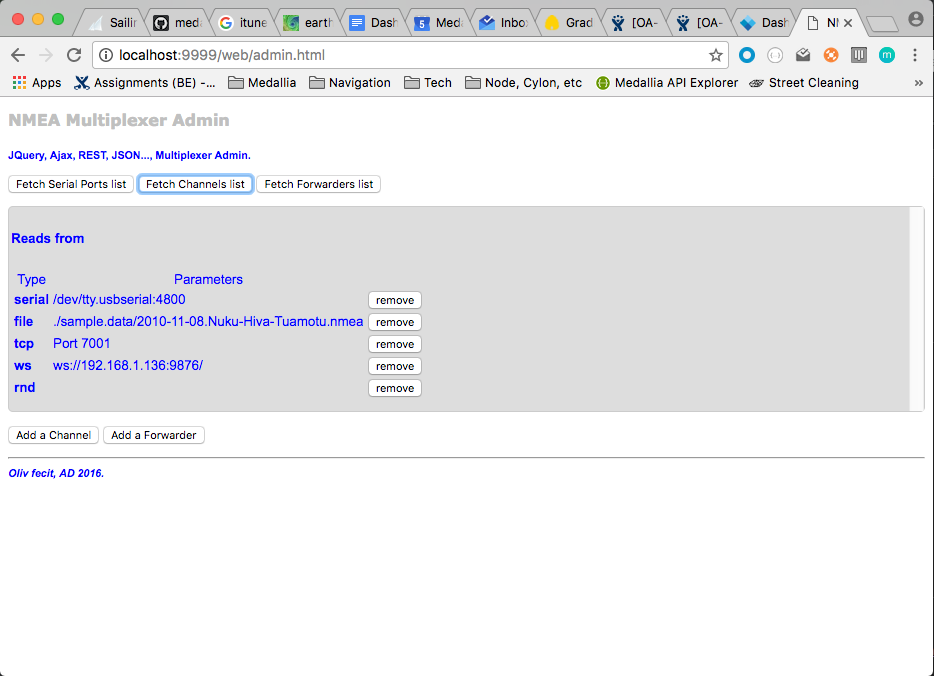 Sailin
meda
itune
earth
Dash
5 Meda
Inbo
Grad
[OA-
[OA-
Dash
localhost:9999/web/admin.html
m
Apps
Assignments (BE) -...
Medallia
Navigation
Tech
Node, Cylon, etc
Medallia API Explorer
Street Cleaning
»
NMEA Multiplexer Admin
JQuery, Ajax, REST, JSON..., Multiplexer Admin.
Fetch Serial Ports list Fetch Channels list Fetch Forwarders list
Reads from
Type Parameters
serial /dev/tty.usbserial:4800 remove
file ./sample.data/2010-11-08.Nuku-Hiva-Tuamotu.nmea remove
tcp Port 7001 remove
ws ws://192.168.1.136:9876/ remove
rnd remove
Add a Channel Add a Forwarder
Oliv fecit, AD 2016.